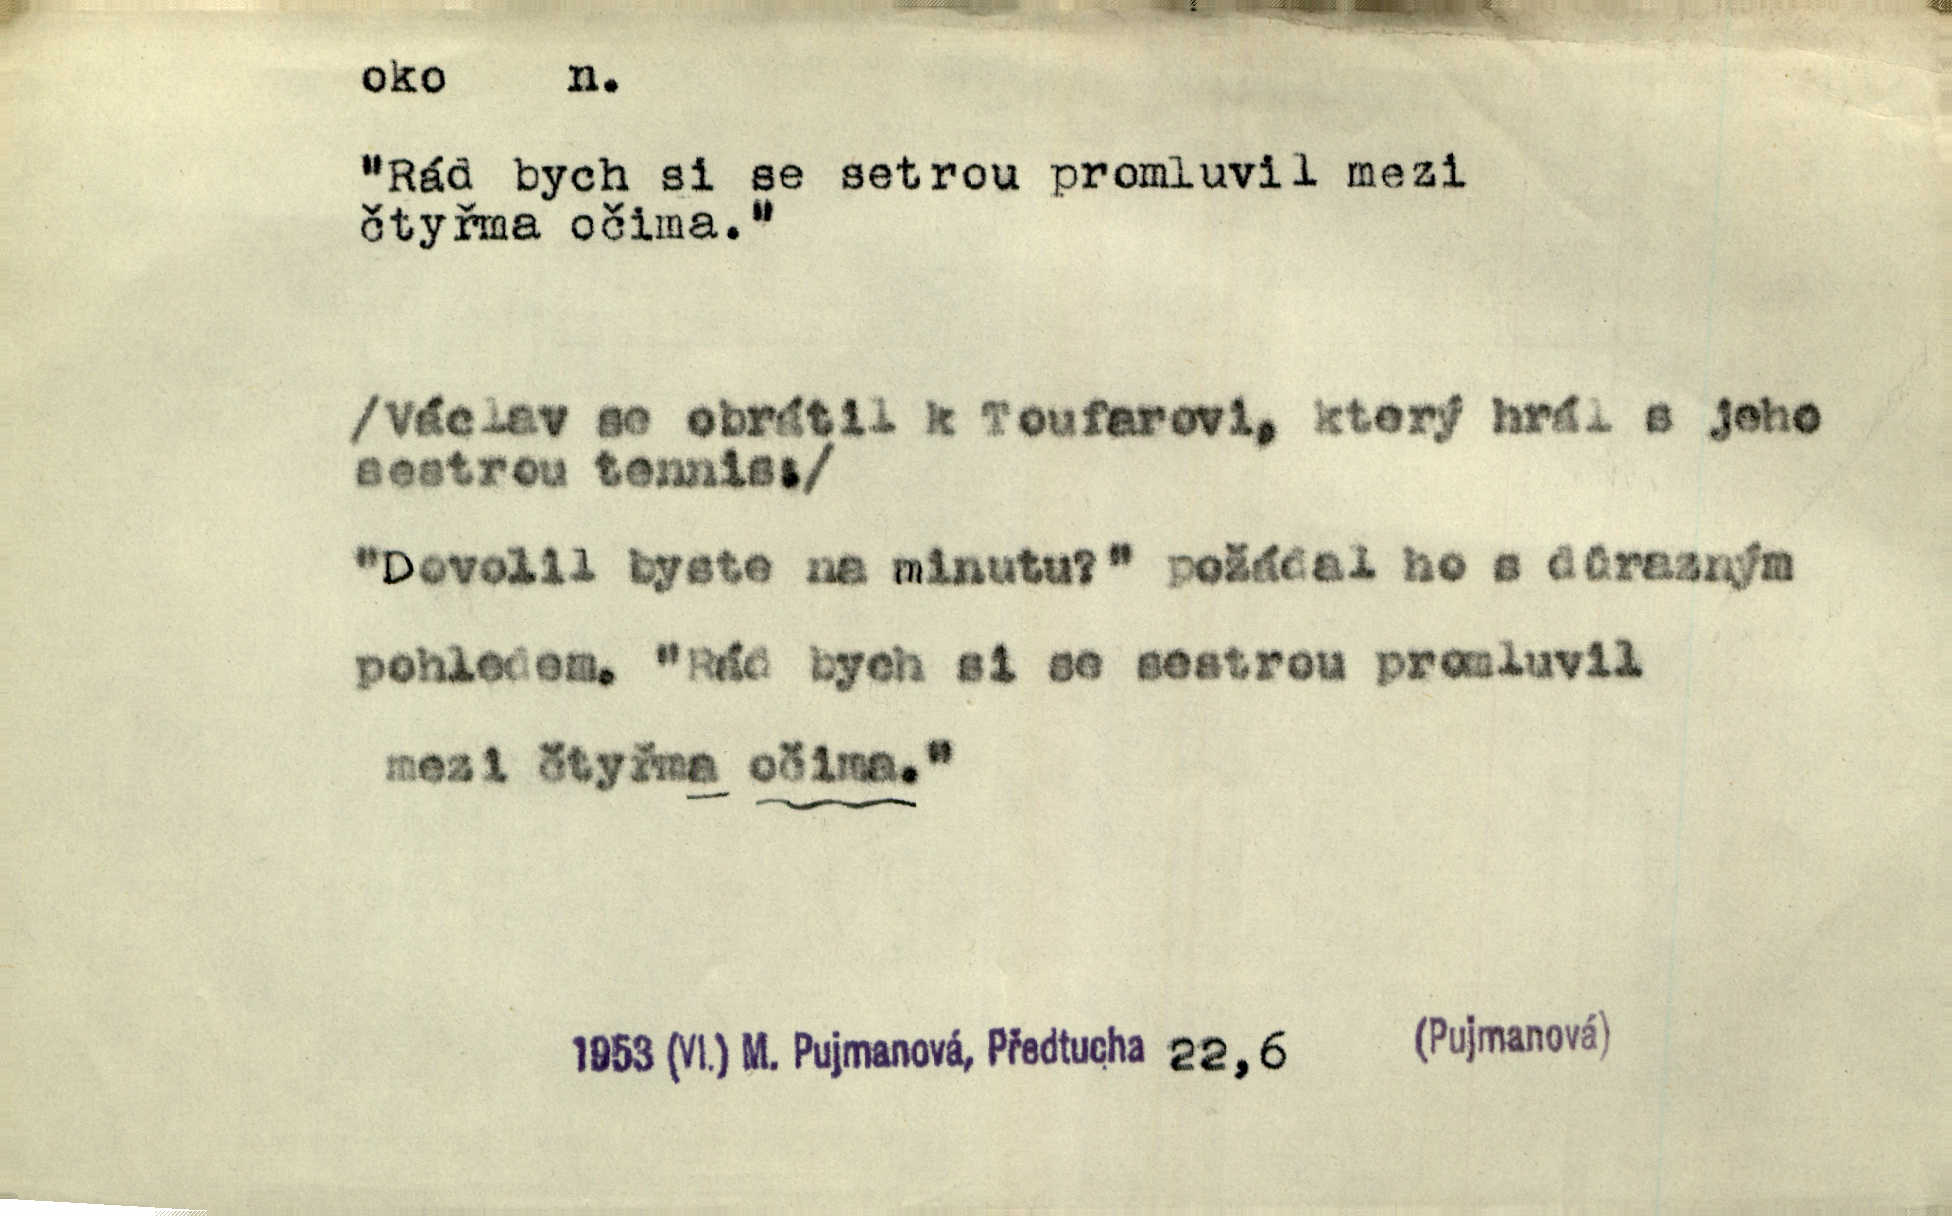 oko n.
"Rád bych si se setrou promluvil mezi
čtyřma očima."
/Václav se obrátil k Toufarovi, který hrál s jeho
sestrou tennis:/
"Dovolil byste na minutu?" požádal ho s důrazným
pohledem. "Rád bych si se sestrou promluvil
mezi čtyřma očima."
1953 (VI.) M. Pujmanová, Předtucha 22,6 (Pujmanová)